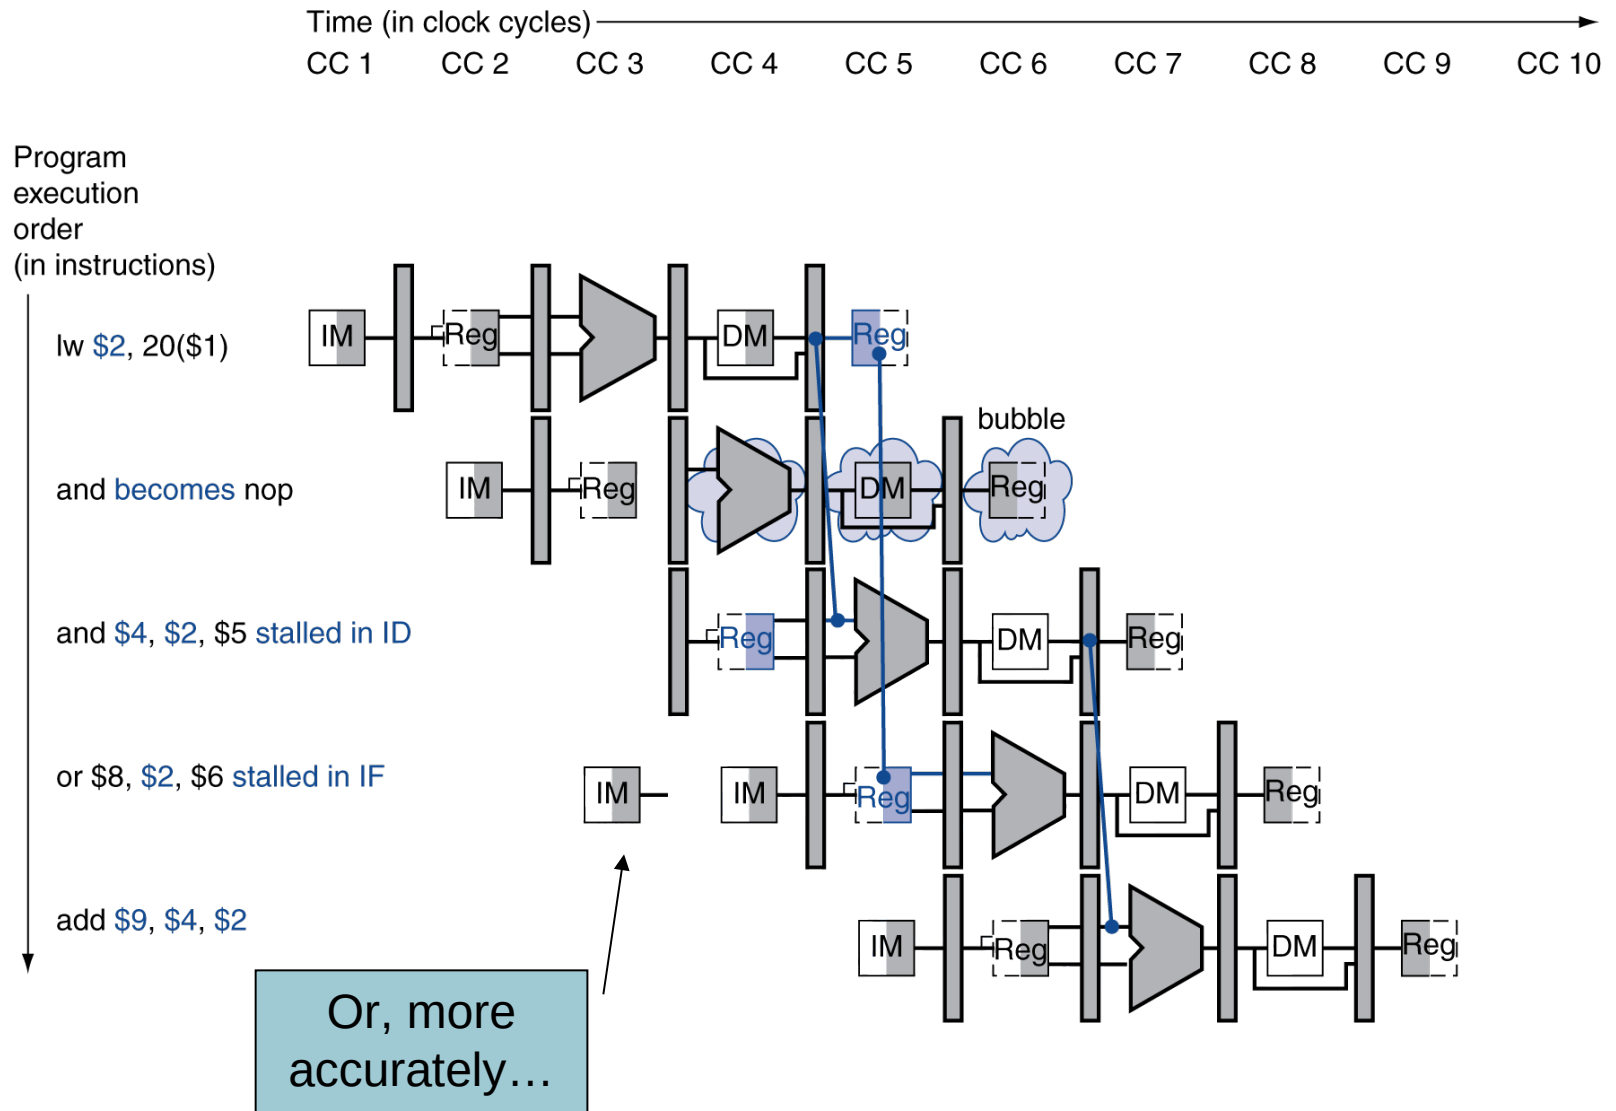 Time (in clock cycles)
CC 1 CC 2 CC 3 CC 4 CC 5 CC 6 CC 7 CC 8 CC 9 CC 10
Program
execution
order
(in instructions)
lw $2, 20($1)
IM Reg DM Reg
bubble
and becomes nop
IM Reg DM Reg
and $4, $2, $5 stalled in ID
Reg DM Reg
or $8, $2, $6 stalled in IF
IM IM Reg DM Reg
add $9, $4, $2
IM Reg DM Reg
Or, more
accurately…